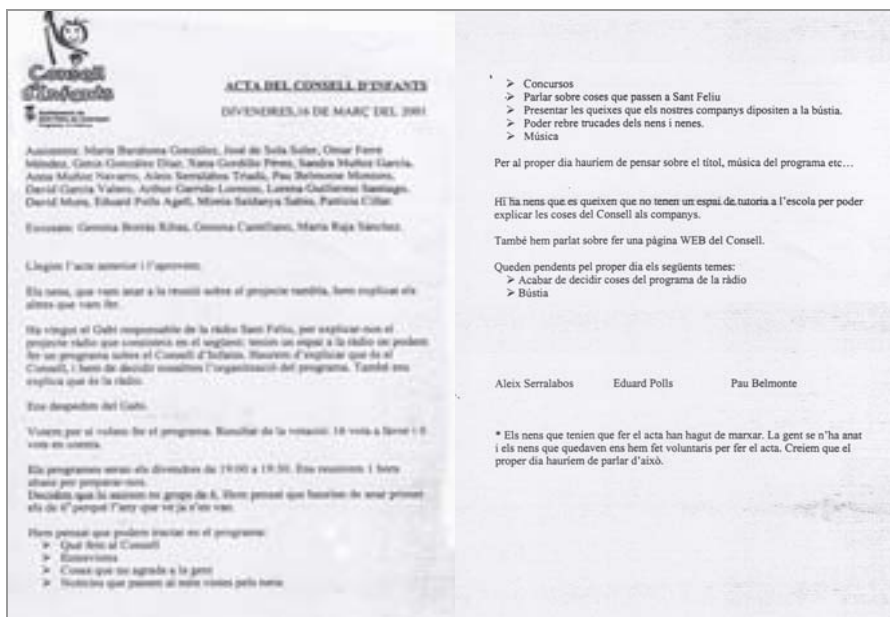 Consell
d'Infants
ACTA DEL CONSELL D'INFANTS
DIVENDRES, 16 DE MARÇ DEL 2001
Assistents: Maria Barahona González, José de Sola Soler, Omar Ferré
Méndez, Genís González Díaz, Nana Gordillo Pérez, Sandra Muñoz García,
Anna Muñoz Navarro, Aleix Serralabos Triadú, Pau Belmonte
David Garcia Valero, Arthur Garrido Lorenzo, Lorena Guillermi Santiago,
David Mora, Eduard Polls Agell, Mireia Saldanya Sabio, Patricia
Excusats: Gemma Borrás Ribas, Gemma Castellano, Maria Raja Sánchez.
Llegim l'acte anterior i l'aprovem.
Els nens, que vam anar a la reunió sobre el projecte rambla, hem explicat els
altres que vam fer.
Ha vingut el Gabi responsable de la ràdio Sant Feliu, per explicar-nos el
projecte ràdio que consisteix en el següent: tenim un espai a la ràdio on podem
fer un programa sobre el Consell d'Infants. Haurem d'explicar que és el
Consell, i hem de decidir nosaltres l'organització del programa. També ens
explica que és la ràdio.
Ens despedim del Gabi.
Votem per si volem fer el programa. Resultat de la votació: 16 vots a favor i 0
vots en contra.
Els programes seran els divendres de 19:00 a 19:30. Ens reunirem 1 hora
abans per preparar-nos.
Decidim que hi anirem en grups de 6. Hem pensat que haurien de anar primer
els de 6è perquè l'any que ve ja s'en van.
Hem pensat que podem tractar en el programa:
➢ Què fem al Consell
➢ Entrevistes
➢ Coses que no agrada a la gent
➢ Notícies que passen al món vistes pels nens
➢ Concursos
➢ Parlar sobre coses que passen a Sant Feliu
➢ Presentar les queixes que els nostres companys dipositen a la bústia.
➢ Poder rebre trucades dels nens i nenes.
➢ Música
Per al proper dia hauriem de pensar sobre el títol, música del programa etc…
Hi ha nens que es queixen que no tenen un espai de tutoria a l'escola per poder
explicar les coses del Consell als companys.
També hem parlat sobre fer una pàgina WEB del Consell.
Queden pendents pel proper dia els següents temes:
➢ Acabar de decidir coses del programa de la ràdio
➢ Bústia
Aleix Serralabos Eduard Polls Pau Belmonte
* Els nens que tenien que fer el acta han hagut de marxar. La gent se n'ha anat
i els nens que quedaven ens hem fet voluntaris per fer el acta. Creiem que el
proper dia hauriem de parlar d'això.